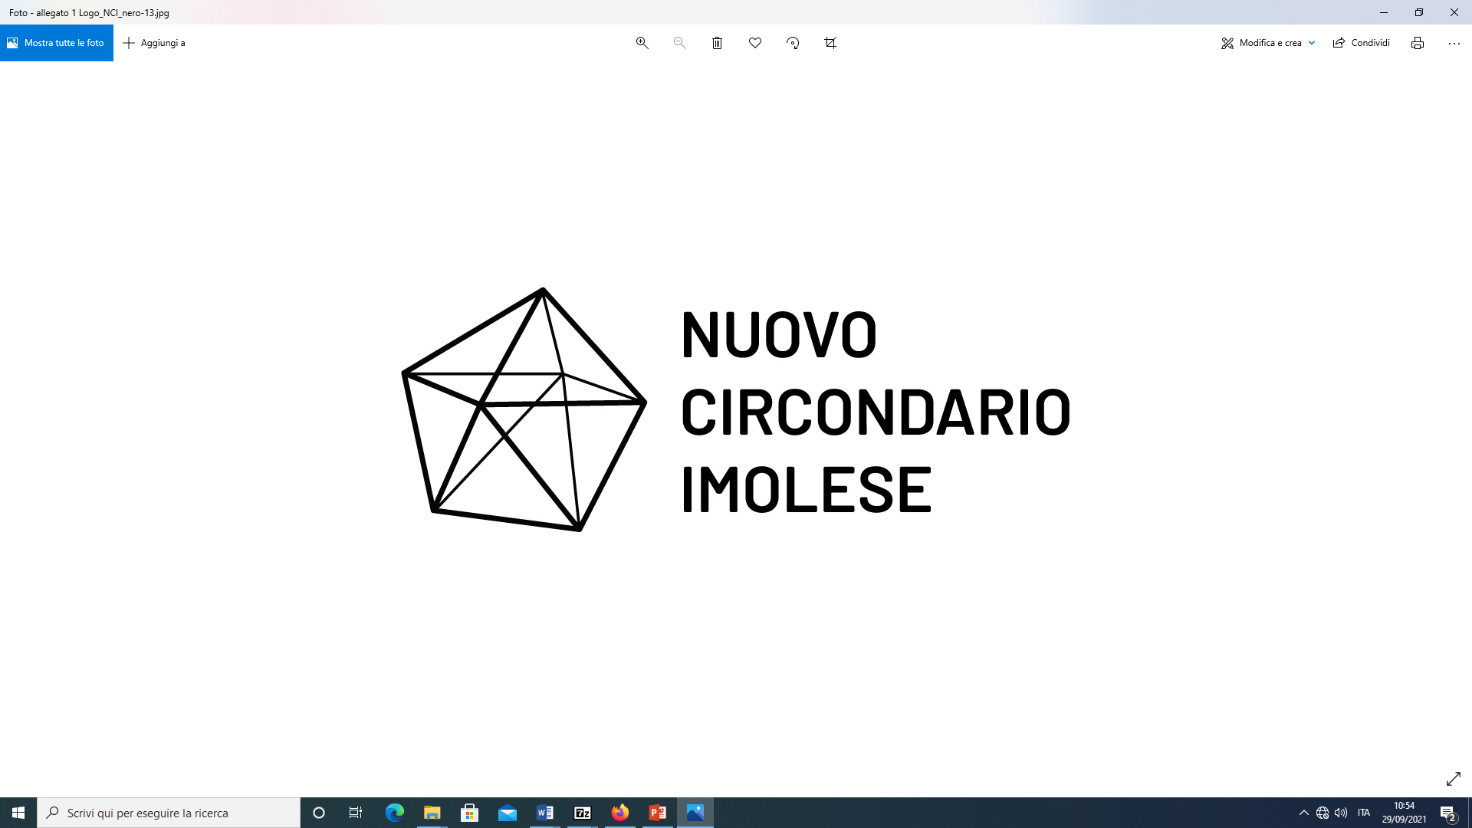 Foto - allegato 1 Logo_NCI_nero-13.jpg
Mostra tutte le foto
Aggiungi a
Modifica e crea
Condividi
NUOVO
CIRCONDARIO
IMOLESE
Scrivi qui per eseguire la ricerca
ITA
10:54
29/09/2021
2